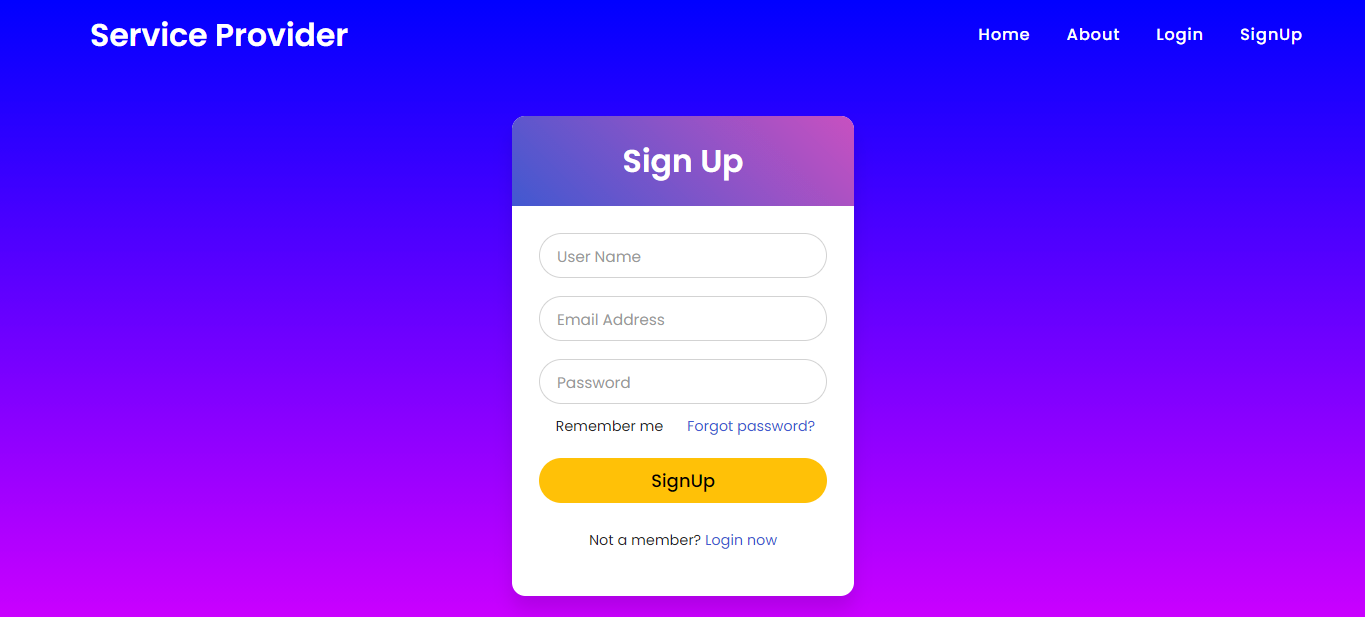 Service Provider
Home About Login SignUp
Sign Up
User Name
Email Address
Password
Remember me Forgot password?
SignUp
Not a member? Login now